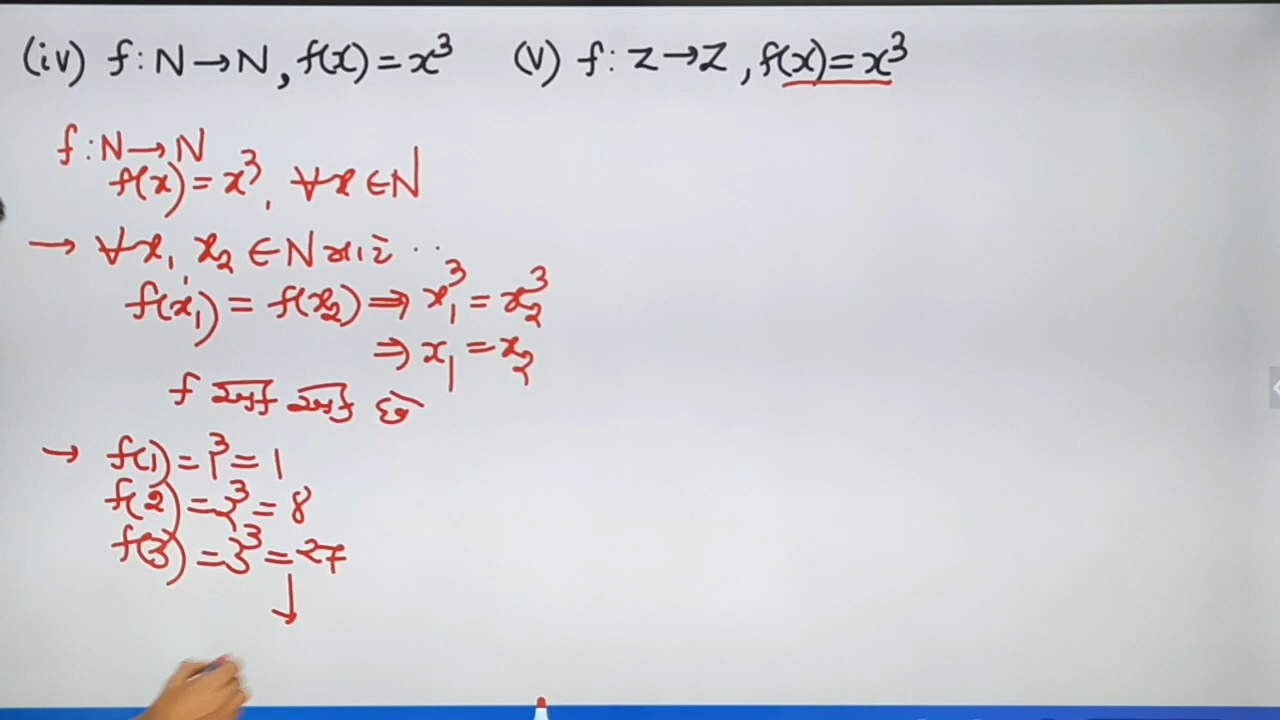 (iv) f: N→N, f(x) = x³ (v) f: Z→Z, f(x) = x³
f: N→N
f(x) = x³, ∀x ∈ N
→ ∀x₁, x₂ ∈ N
f(x₁) = f(x₂) ⇒ x₁³ = x₂³
⇒ x₁ = x₂
f
→ f(1) = 1³ = 1
f(2) = 2³ = 8
f(3) = 3³ = 27
↓